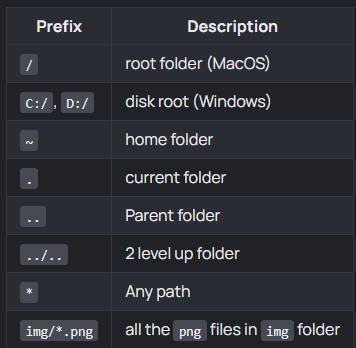 Prefix Description
/ root folder (MacOS)
C:/, D:/ disk root (Windows)
~ home folder
. current folder
.. Parent folder
../.. 2 level up folder
* Any path
img/*.png all the png files in img folder